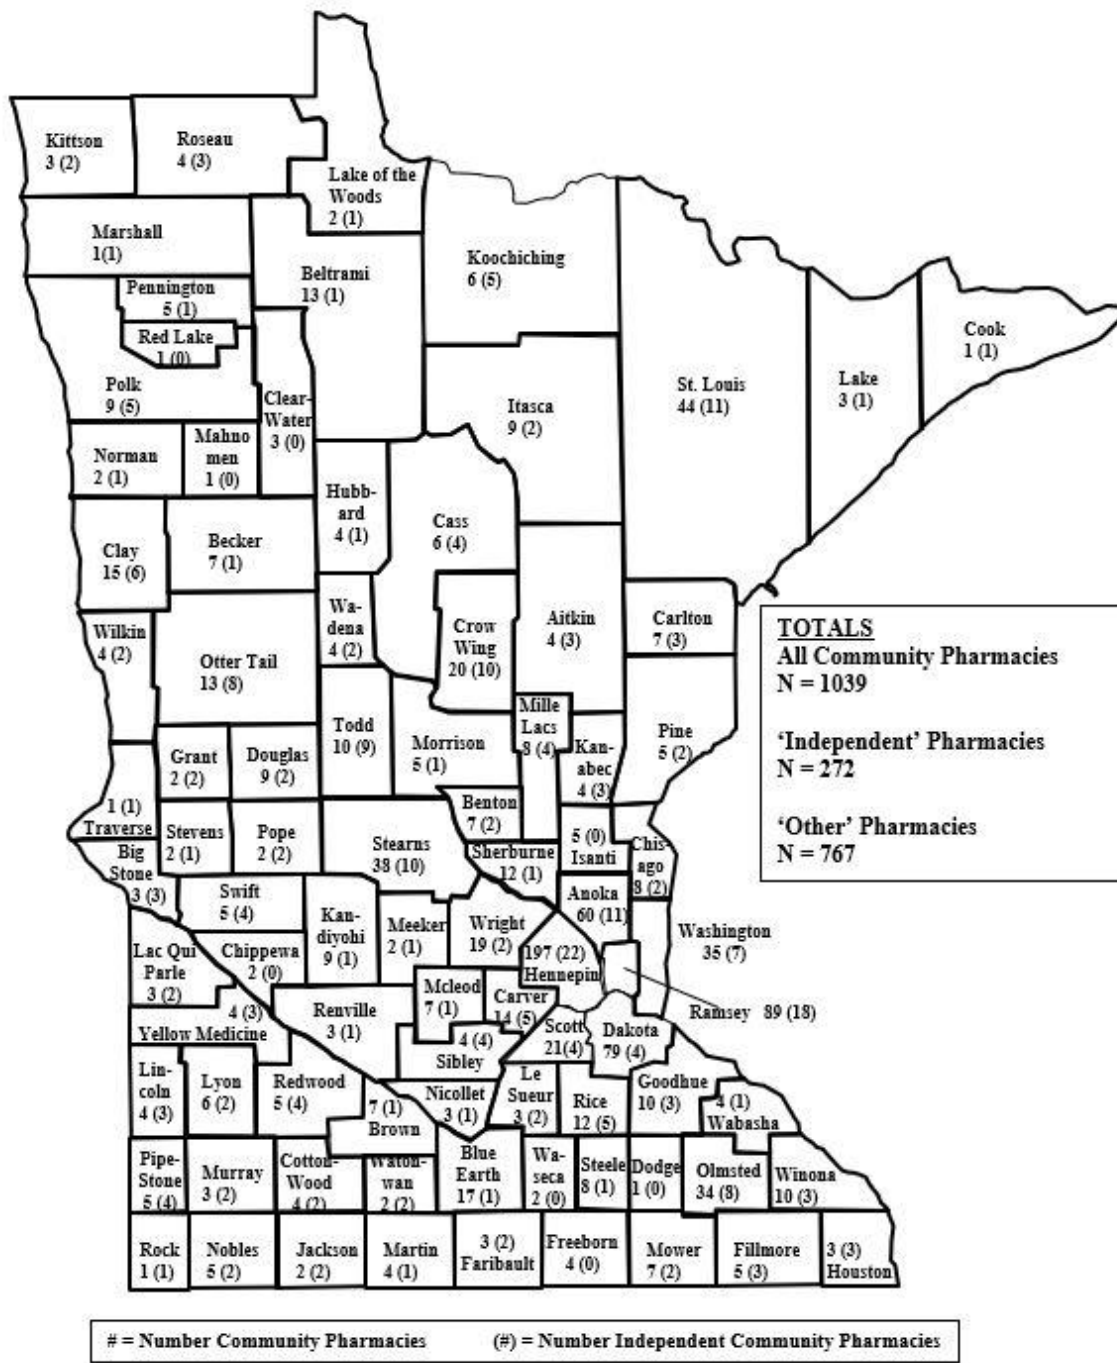 Kittson
3 (2)
Roseau
4 (3)
Lake of the
Woods
2 (1)
Marshall
1(1)
Beltrami
13 (1)
Koochiching
6 (5)
Pennington
5 (1)
Red Lake
1 (0)
Polk
9 (5)
Clear-
Water
3 (0)
Itasca
9 (2)
St. Louis
44 (11)
Lake
3 (1)
Cook
1 (1)
Norman
2 (1)
Mahno
men
1 (0)
Hubb-
ard
4 (1)
Cass
6 (4)
Clay
15 (6)
Becker
7 (1)
Wilkin
4 (2)
Otter Tail
13 (8)
Wa-
dena
4 (2)
Crow
Wing
20 (10)
Aitkin
4 (3)
Carlton
7 (3)
TOTALS
All Community Pharmacies
N = 1039
‘Independent’ Pharmacies
N = 272
‘Other’ Pharmacies
N = 767
Grant
2 (2)
Douglas
9 (2)
Todd
10 (9)
Morrison
5 (1)
Mille
Lacs
8 (4)
Kan-
abec
4 (3)
Pine
5 (2)
1 (1)
Traverse
Stevens
2 (1)
Pope
2 (2)
Stearns
38 (10)
Benton
7 (2)
Sherburne
12 (1)
5 (0)
Isanti
Chis-
ago
8 (2)
Big
Stone
3 (3)
Swift
5 (4)
Kan-
diyohi
9 (1)
Meeker
2 (1)
Wright
19 (2)
Anoka
60 (11)
Washington
35 (7)
Lac Qui
Parle
3 (2)
Chippewa
2 (0)
197 (22)
Hennepin
Ramsey 89 (18)
4 (3)
Yellow Medicine
Renville
3 (1)
Mcleod
7 (1)
Carver
14 (5)
4 (4)
Sibley
Scott
21(4)
Dakota
79 (4)
Lin-
coln
4 (3)
Lyon
6 (2)
Redwood
5 (4)
7 (1)
Brown
Nicollet
3 (1)
Le
Sueur
3 (2)
Rice
12 (5)
Goodhue
10 (3)
4 (1)
Wabasha
Pipe-
Stone
5 (4)
Murray
3 (2)
Cotton-
Wood
4 (2)
Waton-
wan
2 (2)
Blue
Earth
17 (1)
Wa-
seca
2 (0)
Steele
8 (1)
Dodge
1 (0)
Olmsted
34 (8)
Winona
10 (3)
Rock
1 (1)
Nobles
5 (2)
Jackson
2 (2)
Martin
4 (1)
3 (2)
Faribault
Freeborn
4 (0)
Mower
7 (2)
Fillmore
5 (3)
3 (3)
Houston
# = Number Community Pharmacies (#) = Number Independent Community Pharmacies